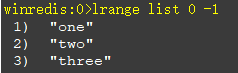 winredis:0>lrange list 0 -1
1)  "one"
2)  "two"
3)  "three"